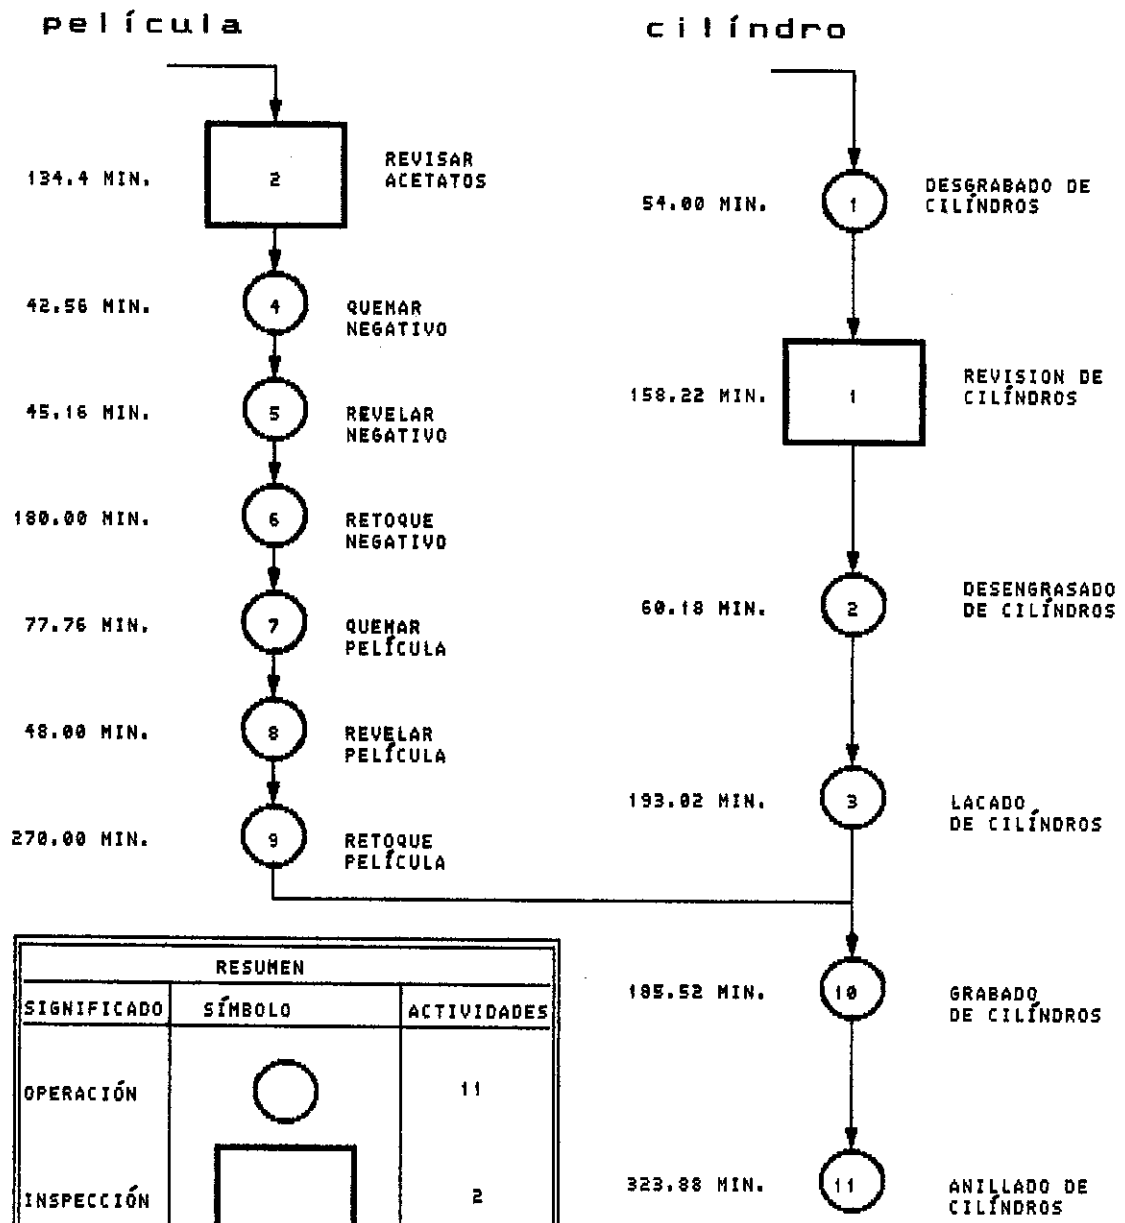 película
134.4 MIN.
2
REVISAR
ACETATOS
42.56 MIN.
4
QUEMAR
NEGATIVO
45.16 MIN.
5
REVELAR
NEGATIVO
180.00 MIN.
6
RETOQUE
NEGATIVO
77.76 MIN.
7
QUEMAR
PELÍCULA
48.00 MIN.
8
REVELAR
PELÍCULA
270.00 MIN.
9
RETOQUE
PELÍCULA
cilíndro
54.00 MIN.
1
DESGRABADO DE
CILÍNDROS
158.22 MIN.
1
REVISION DE
CILÍNDROS
60.18 MIN.
2
DESENGRASADO
DE CILÍNDROS
193.02 MIN.
3
LACADO
DE CILÍNDROS
185.52 MIN.
10
GRABADO
DE CILÍNDROS
323.88 MIN.
11
ANILLADO DE
CILÍNDROS
RESUMEN
SIGNIFICADO SÍMBOLO ACTIVIDADES
OPERACIÓN 11
INSPECCIÓN 2